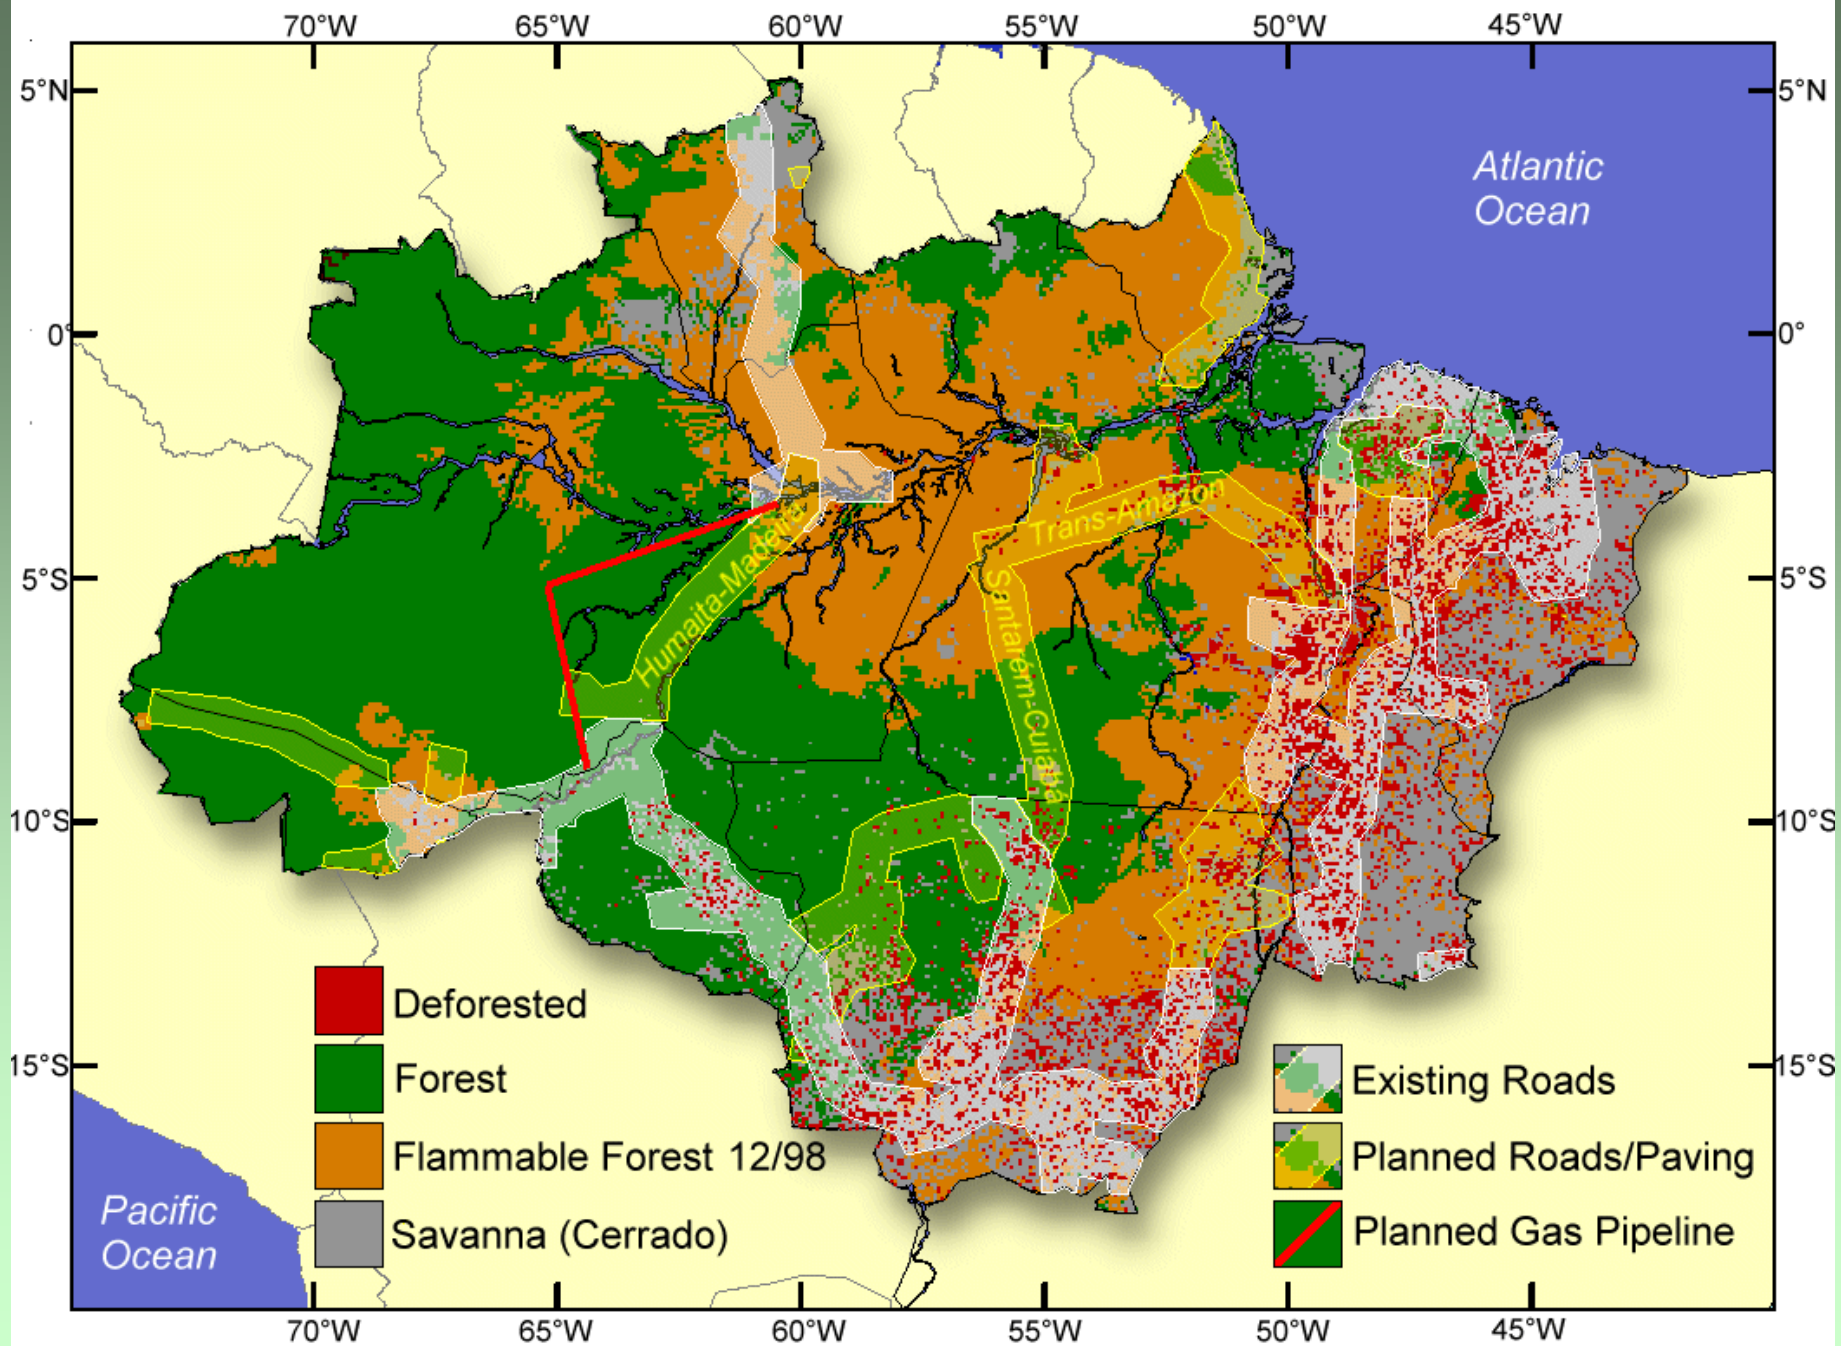 70°W 65°W 60°W 55°W 50°W 45°W
5°N 5°N
Atlantic
Ocean
0° 0°
Trans-Amazon
Humaita-Madeira
Santarém-Cuiabá
5°S 5°S
10°S 10°S
Deforested
Forest
15°S 15°S
Existing Roads
Flammable Forest 12/98
Planned Roads/Paving
Pacific
Ocean
Savanna (Cerrado)
Planned Gas Pipeline
70°W 65°W 60°W 55°W 50°W 45°W